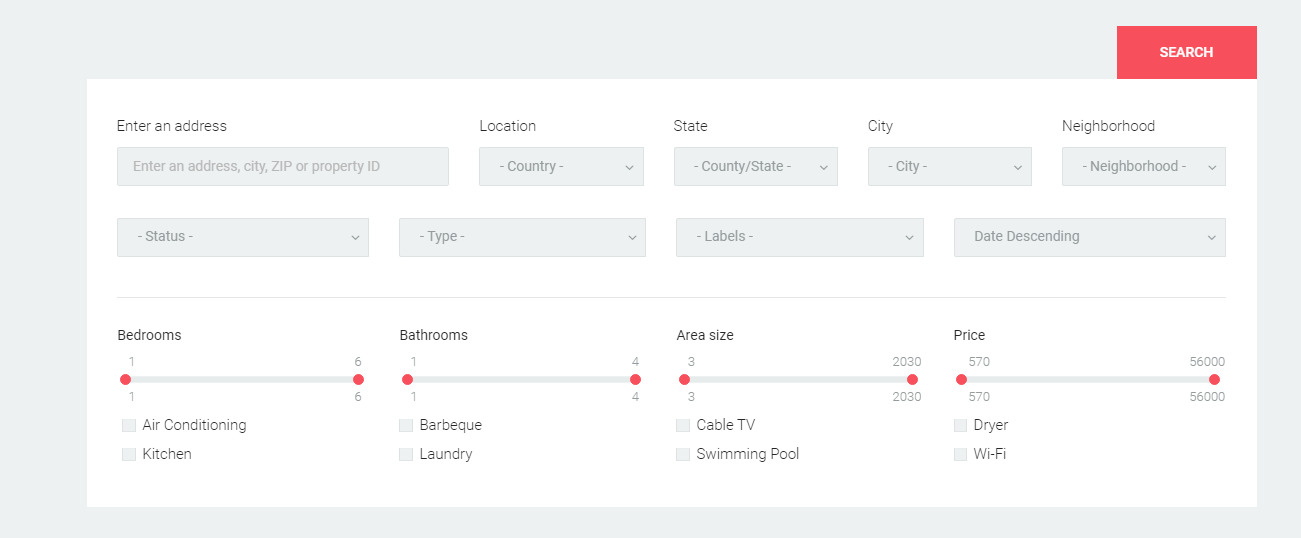 SEARCH
Enter an address Location State City Neighborhood
Enter an address, city, ZIP or property ID - Country - - County/State - - City - - Neighborhood -
- Status - - Type - - Labels - Date Descending
Bedrooms Bathrooms Area size Price
1 6 1 4 3 2030 570 56000
1 6 1 4 3 2030 570 56000
Air Conditioning Barbeque Cable TV Dryer
Kitchen Laundry Swimming Pool Wi-Fi